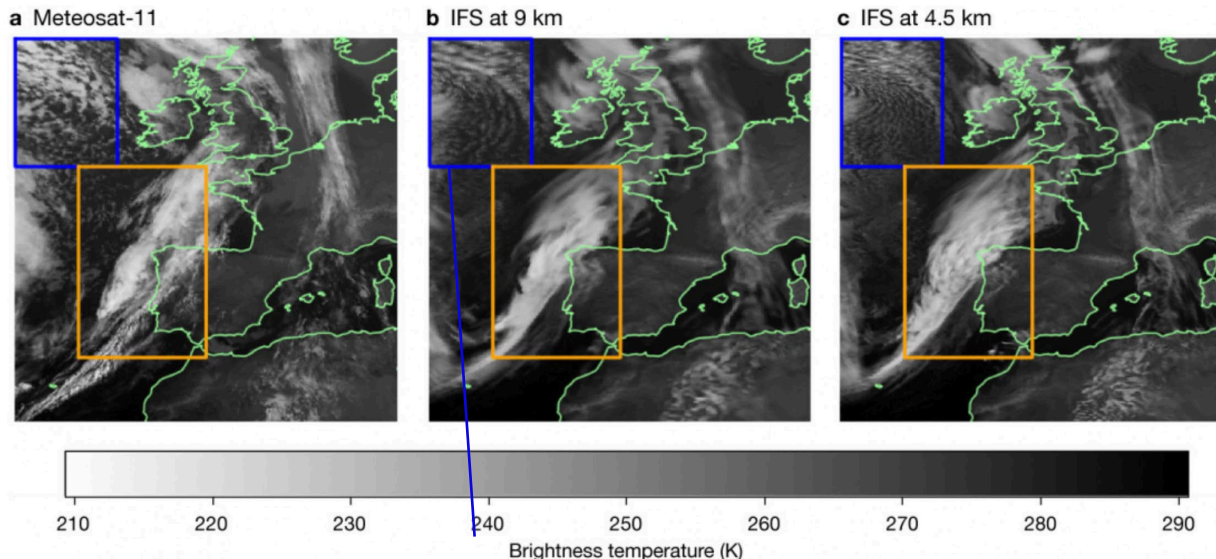 a Meteosat-11
b IFS at 9 km
c IFS at 4.5 km
210 220 230 240 250 260 270 280 290
Brightness temperature (K)